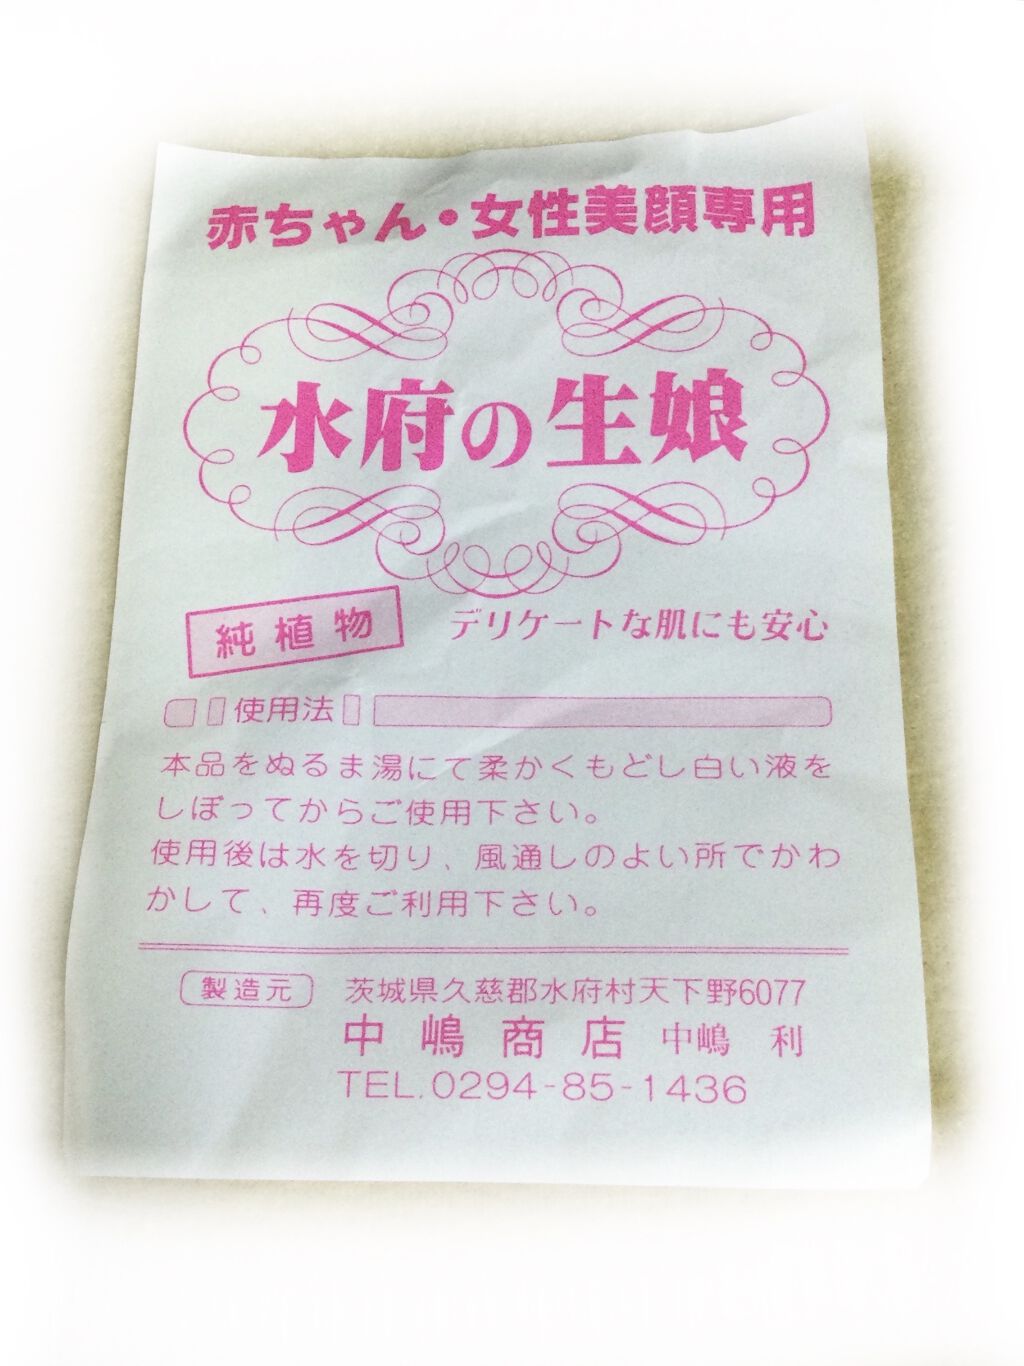 赤ちゃん・女性美顔専用
水府の生娘
純植物
デリケートな肌にも安心
使用法
本品をぬるま湯にて柔かくもどし白い液を
しぼってからご使用下さい。
使用後は水を切り、風通しのよい所でかわ
かして、再度ご利用下さい。
製造元 茨城県久慈郡水府村天下野6077
中嶋商店 中嶋 利
TEL.0294-85-1436